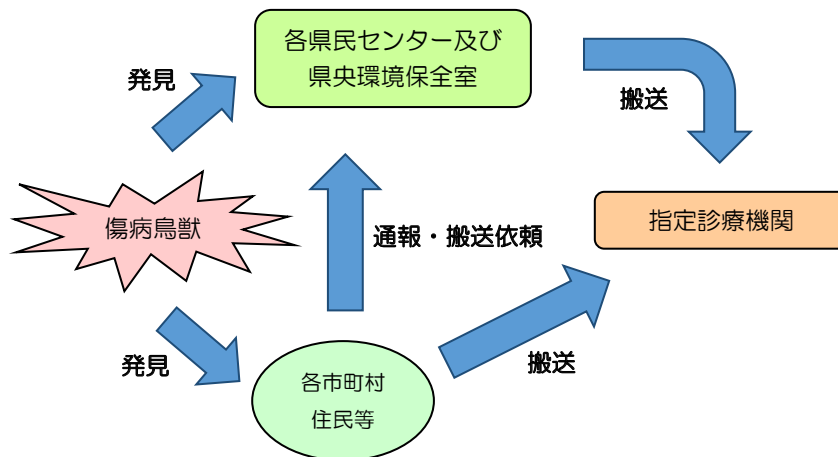 各県民センター及び
県央環境保全室
発見
搬送
傷病鳥獣
指定診療機関
通報・搬送依頼
発見
搬送
各市町村
住民等